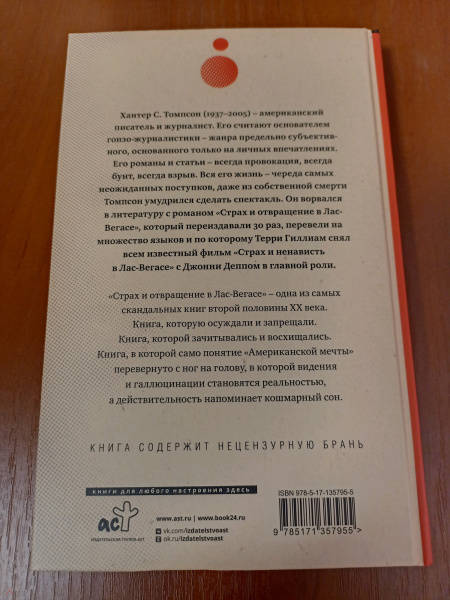 Хантер С. Томпсон (1937–2005) – американский
писатель и журналист. Его считают основателем
гонзо-журналистики – жанра предельно субъектив-
ного, основанного только на личных впечатлениях.
Его романы и статьи – всегда провокация, всегда
бунт, всегда взрыв. Вся его жизнь – череда самых
неожиданных поступков, даже из собственной смерти
Томпсон умудрился сделать спектакль. Он ворвался
в литературу с романом «Страх и отвращение в Лас-
Вегасе», который переиздавали 30 раз, перевели на
множество языков и по которому Терри Гиллиам снял
всем известный фильм «Страх и ненависть
в Лас-Вегасе» с Джонни Деппом в главной роли.
«Страх и отвращение в Лас-Вегасе» – одна из самых
скандальных книг второй половины XX века.
Книга, которую осуждали и запрещали.
Книга, которой зачитывались и восхищались.
Книга, в которой само понятие «Американской мечты»
перевернуто с ног на голову, в которой видения
и галлюцинации становятся реальностью,
а действительность напоминает кошмарный сон.
КНИГА СОДЕРЖИТ НЕЦЕНЗУРНУЮ БРАНЬ
книги для любого настроения здесь
аст
ИЗДАТЕЛЬСКАЯ ГРУППА АСТ
www.ast.ru | www.book24.ru
vk.com/izdatelstvoast
ok.ru/izdatelstvoast
ISBN 978-5-17-135795-5
9 785171 357955 >